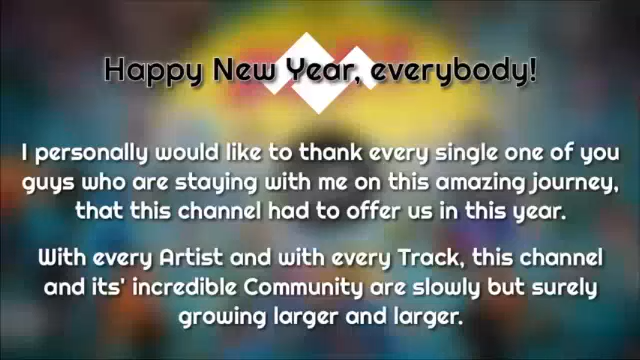 Happy New Year, everybody!
I personally would like to thank every single one of you
guys who are staying with me on this amazing journey,
that this channel had to offer us in this year.
With every Artist and with every Track, this channel
and its' incredible Community are slowly but surely
growing larger and larger.